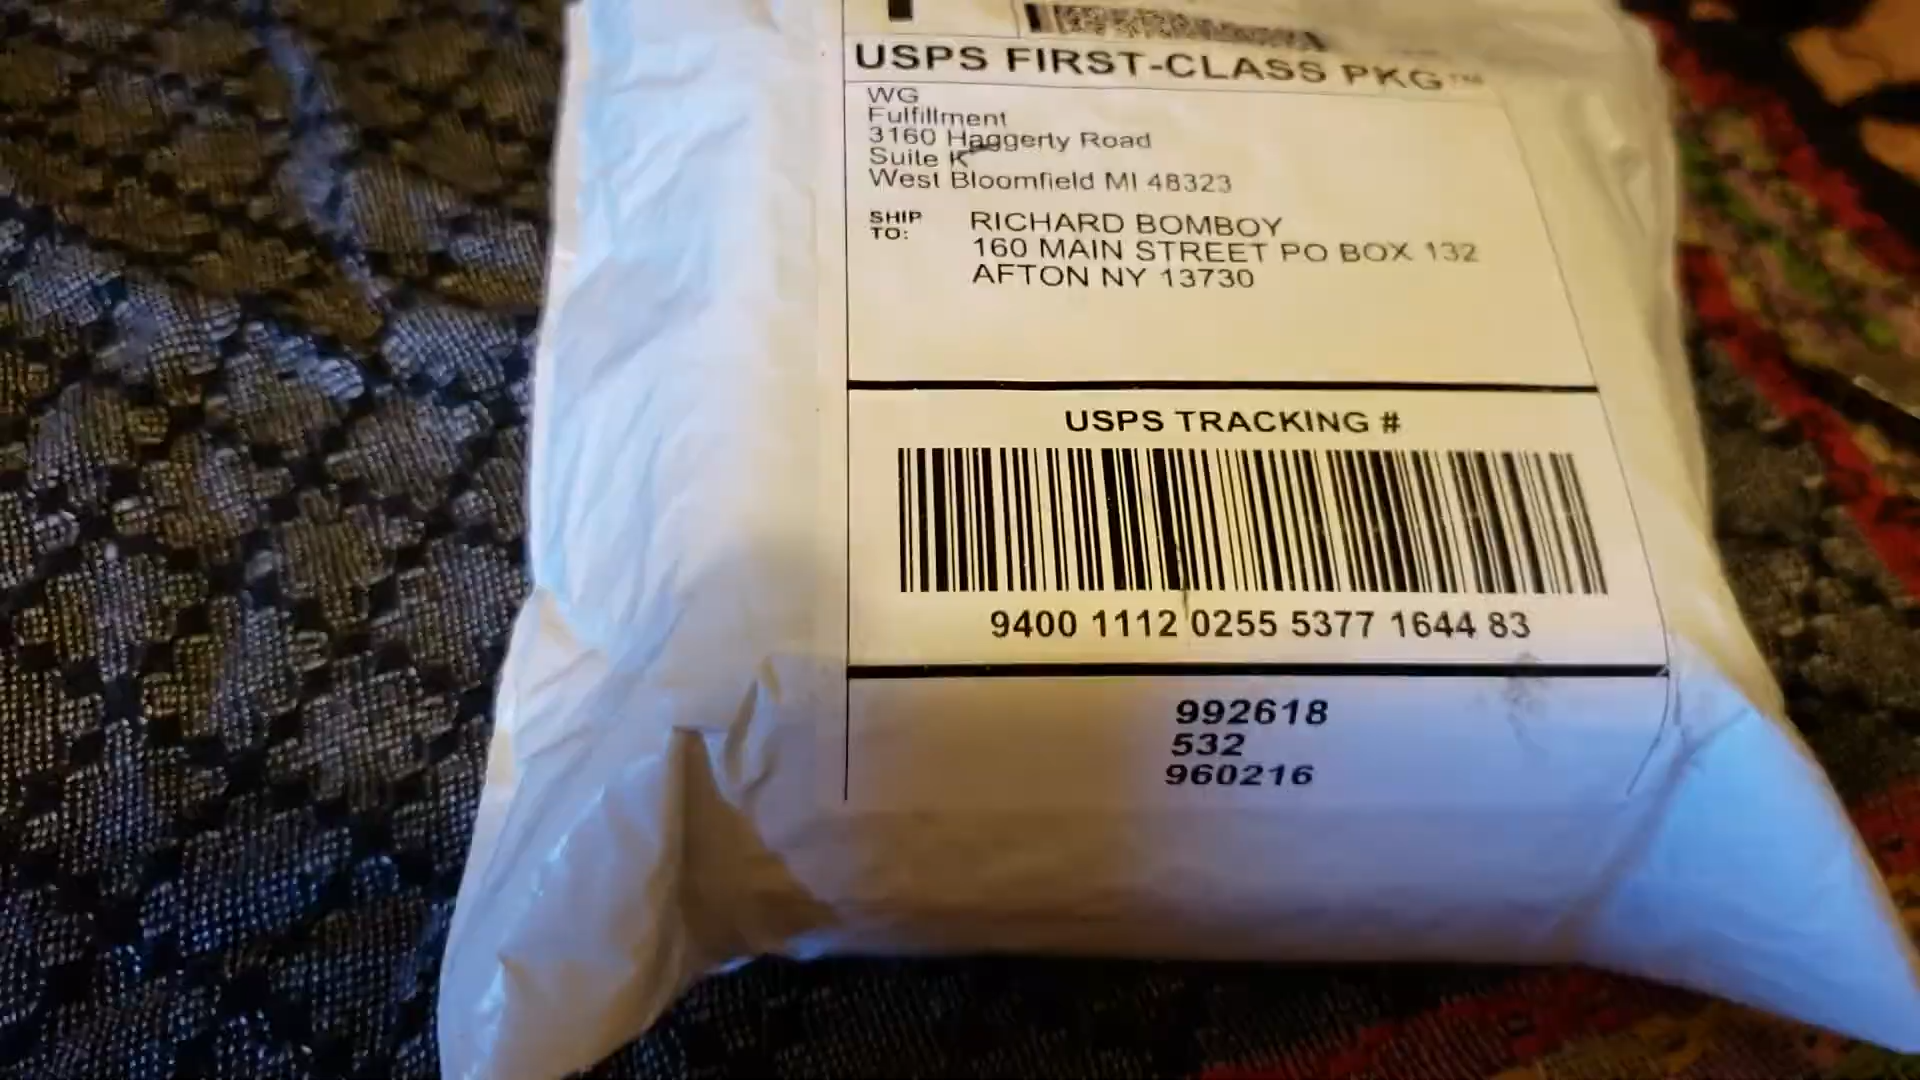 USPS FIRST-CLASS PKG™
WG
Fulfillment
3160 Haggerty Road
Suite K
West Bloomfield MI 48323
SHIP TO:
RICHARD BOMBOY
160 MAIN STREET PO BOX 132
AFTON NY 13730
USPS TRACKING #
9400 1112 0255 5377 1644 83
992618
532
960216